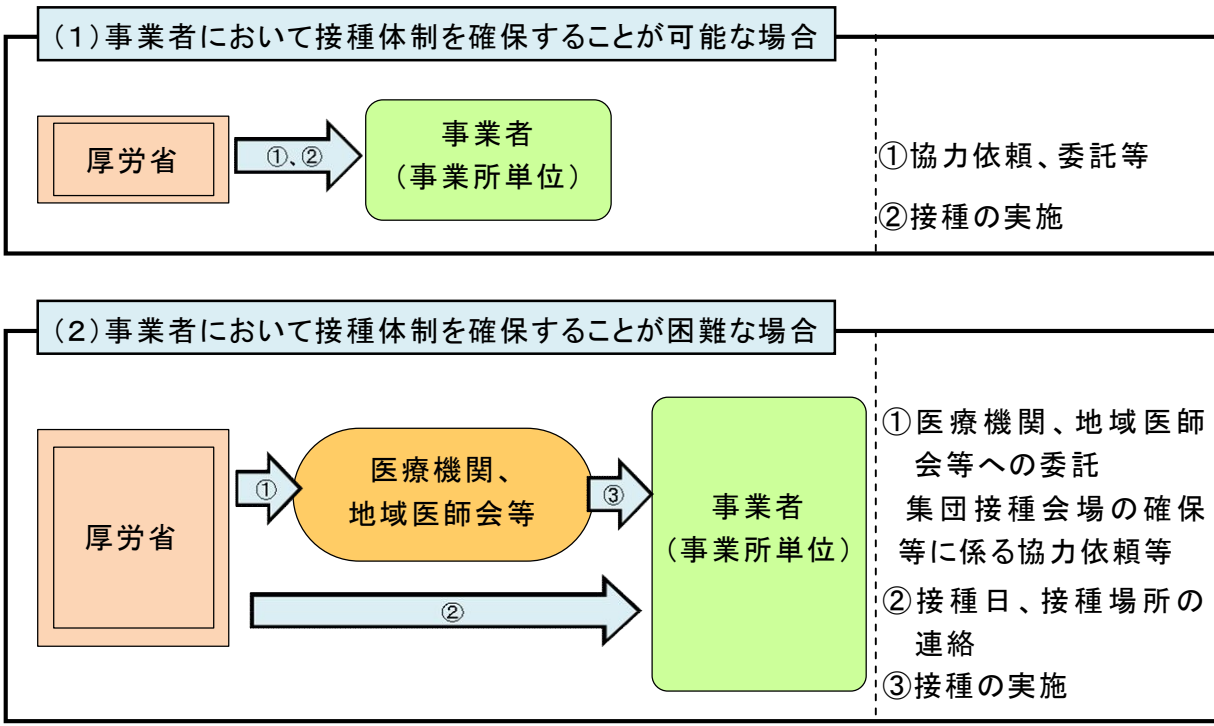 (1)事業者において接種体制を確保することが可能な場合
厚労省
①、②
事業者
(事業所単位)
①協力依頼、委託等
②接種の実施
(2)事業者において接種体制を確保することが困難な場合
厚労省
①
医療機関、
地域医師会等
③
②
事業者
(事業所単位)
①医療機関、地域医師
会等への委託
集団接種会場の確保
等に係る協力依頼等
②接種日、接種場所の
連絡
③接種の実施